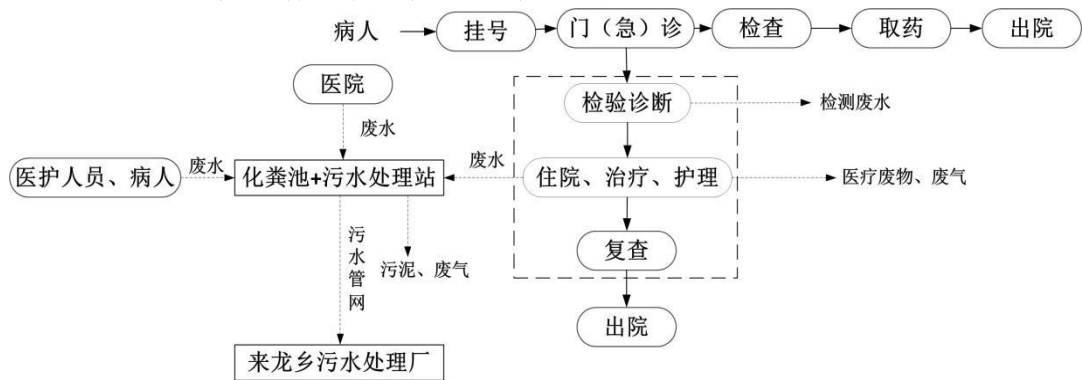 病人
挂号
门（急）诊
检查
取药
出院
医院
检验诊断
检测废水
废水
医护人员、病人
废水
化粪池+污水处理站
废水
住院、治疗、护理
医疗废物、废气
污水管网
污泥、废气
复查
出院
来龙乡污水处理厂